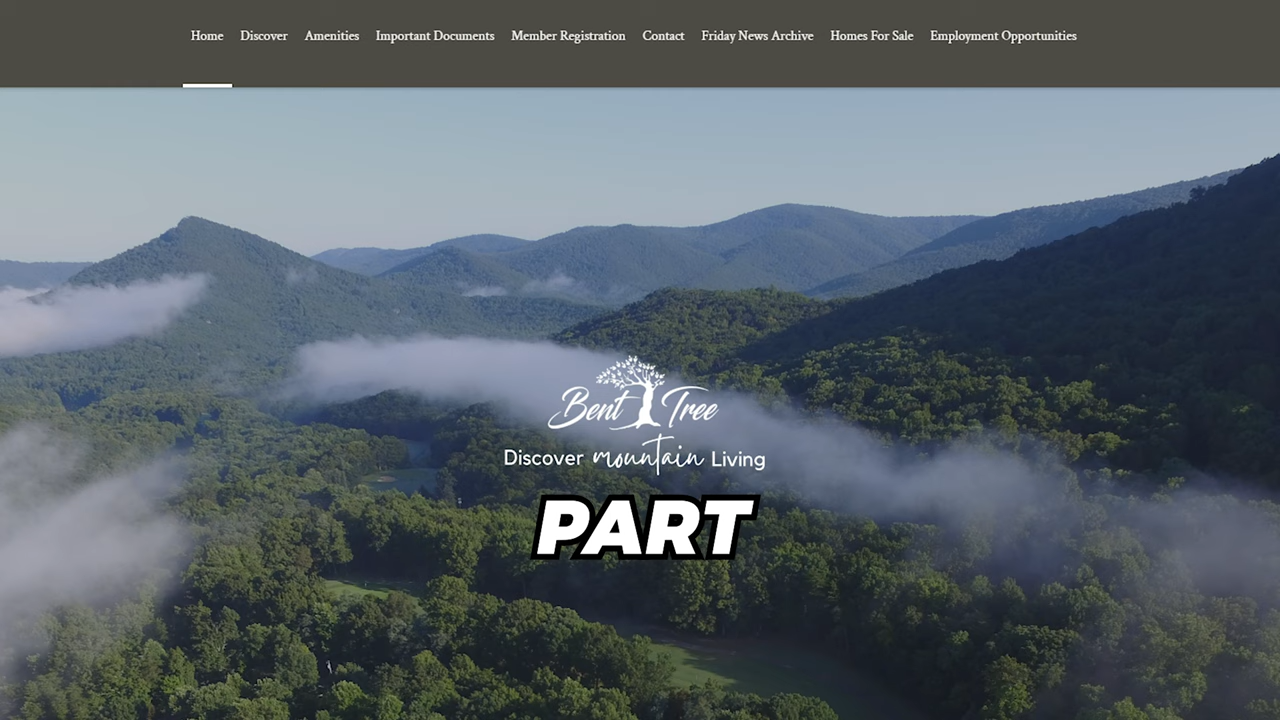 Home Discover Amenities Important Documents Member Registration Contact Friday News Archive Homes For Sale Employment Opportunities
Bent Tree
Discover mountain Living
PART